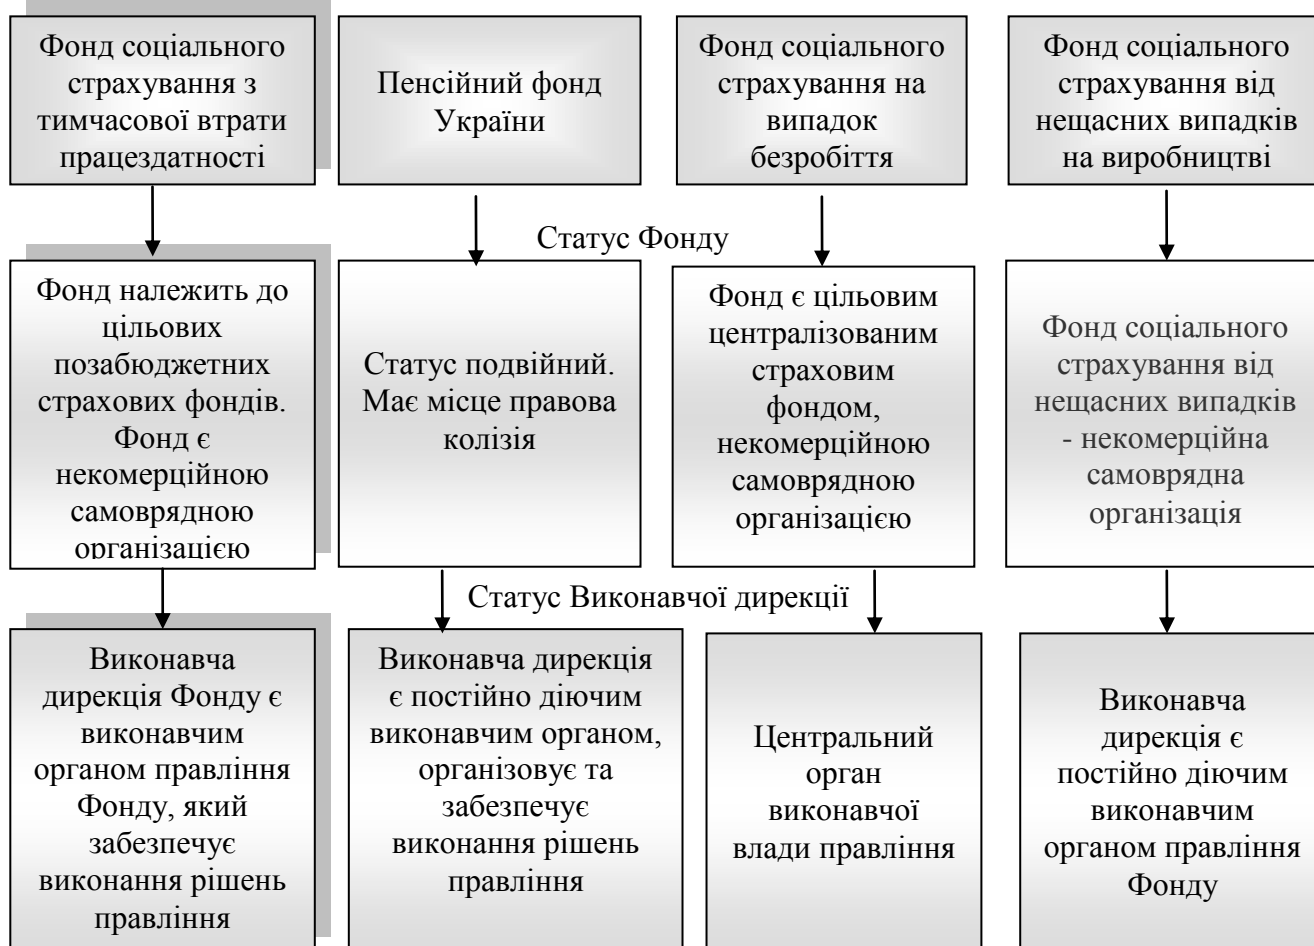 Фонд соціального
страхування з
тимчасової втрати
працездатності
Пенсійний фонд
України
Фонд соціального
страхування на
випадок
безробіття
Фонд соціального
страхування від
нещасних випадків
на виробництві
Статус Фонду
Фонд належить до
цільових
позабюджетних
страхових фондів.
Фонд є
некомерційною
самоврядною
організацією
Статус подвійний.
Має місце правова
колізія
Фонд є цільовим
централізованим
страховим
фондом,
некомерційною
самоврядною
організацією
Фонд соціального
страхування від
нещасних випадків
- некомерційна
самоврядна
організація
Статус Виконавчої дирекції
Виконавча
дирекція Фонду є
виконавчим
органом правління
Фонду, який
забезпечує
виконання рішень
правління
Виконавча дирекція
є постійно діючим
виконавчим органом,
організовує та
забезпечує
виконання рішень
правління
Центральний
орган
виконавчої
влади правління
Виконавча
дирекція є
постійно діючим
виконавчим
органом правління
Фонду